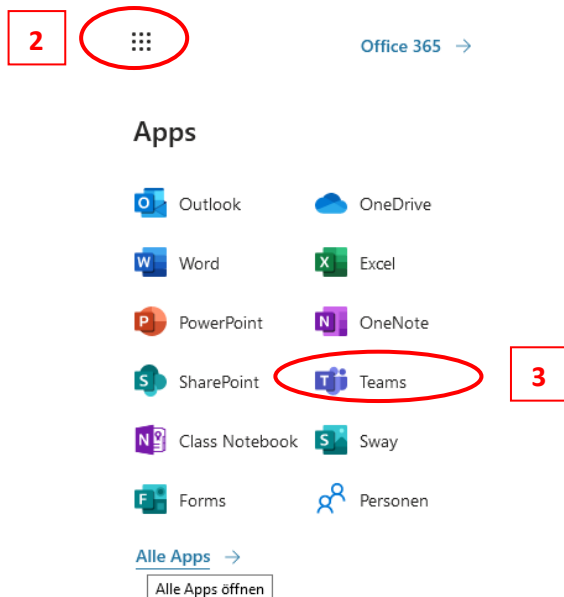 2
Office 365 →
Apps
Outlook OneDrive
Word Excel
PowerPoint OneNote
SharePoint Teams
3
Class Notebook Sway
Forms Personen
Alle Apps →
Alle Apps öffnen